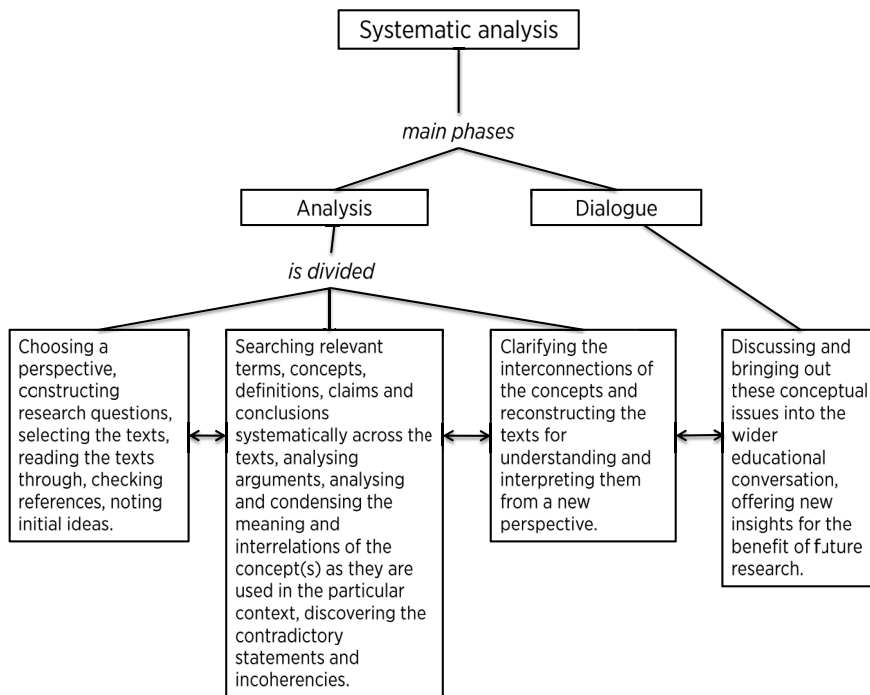 Systematic analysis
main phases
Analysis
Dialogue
is divided
Choosing a
perspective,
constructing
research questions,
selecting the texts,
reading the texts
through, checking
references, noting
initial ideas.
Searching relevant
terms, concepts,
definitions, claims and
conclusions
systematically across the
texts, analysing
arguments, analysing
and condensing the
meaning and
interrelations of the
concept(s) as they are
used in the particular
context, discovering the
contradictory
statements and
incoherencies.
Clarifying the
interconnections of
the concepts and
reconstructing the
texts for
understanding and
interpreting them
from a new
perspective.
Discussing and
bringing out
these conceptual
issues into the
wider
educational
conversation,
offering new
insights for the
benefit of future
research.